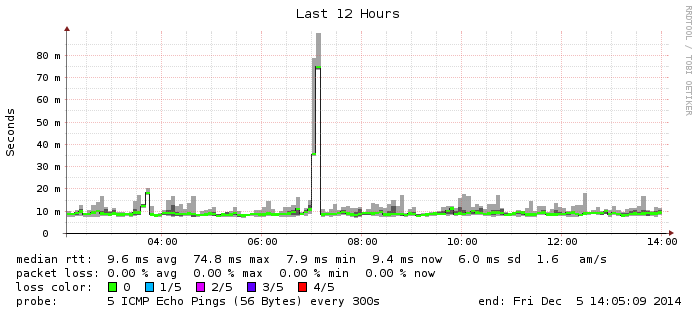 Last 12 Hours
RRDTOOL / TOBI OETIKER
Seconds
80 m
70 m
60 m
50 m
40 m
30 m
20 m
10 m
0
04:00 06:00 08:00 10:00 12:00 14:00
median rtt: 9.6 ms avg 74.8 ms max 7.9 ms min 9.4 ms now 6.0 ms sd 1.6 am/s
packet loss: 0.00 % avg 0.00 % max 0.00 % min 0.00 % now
loss color: 0 1/5 2/5 3/5 4/5
probe: 5 ICMP Echo Pings (56 Bytes) every 300s end: Fri Dec 5 14:05:09 2014